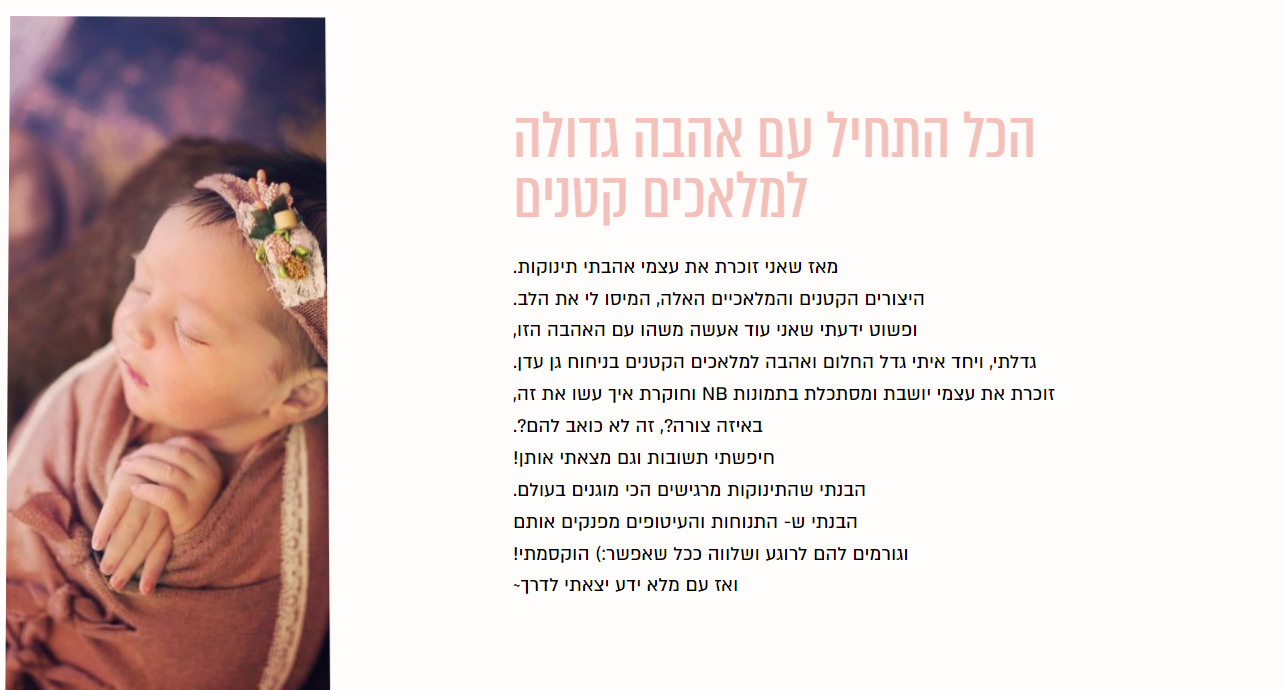 הכל התחיל עם אהבה גדולה
למלאכים קטנים
מאז שאני זוכרת את עצמי אהבתי תינוקות.
היצורים הקטנים והמלאכיים האלה, המיסו לי את הלב.
ופשוט ידעתי שאני עוד אעשה משהו עם האהבה הזו,
גדלתי, ויחד איתי גדל החלום ואהבה למלאכים הקטנים בניחוח גן עדן.
זוכרת את עצמי יושבת ומסתכלת בתמונות NB וחוקרת איך עשו את זה,
באיזה צורה?, זה לא כואב להם?.
חיפשתי תשובות וגם מצאתי אותן!
הבנתי שהתינוקות מרגישים הכי מוגנים בעולם.
הבנתי ש- התנוחות והעיטופים מפנקים אותם
וגורמים להם לרוגע ושלווה ככל שאפשר:) הוקסמתי!
ואז עם מלא ידע יצאתי לדרך~